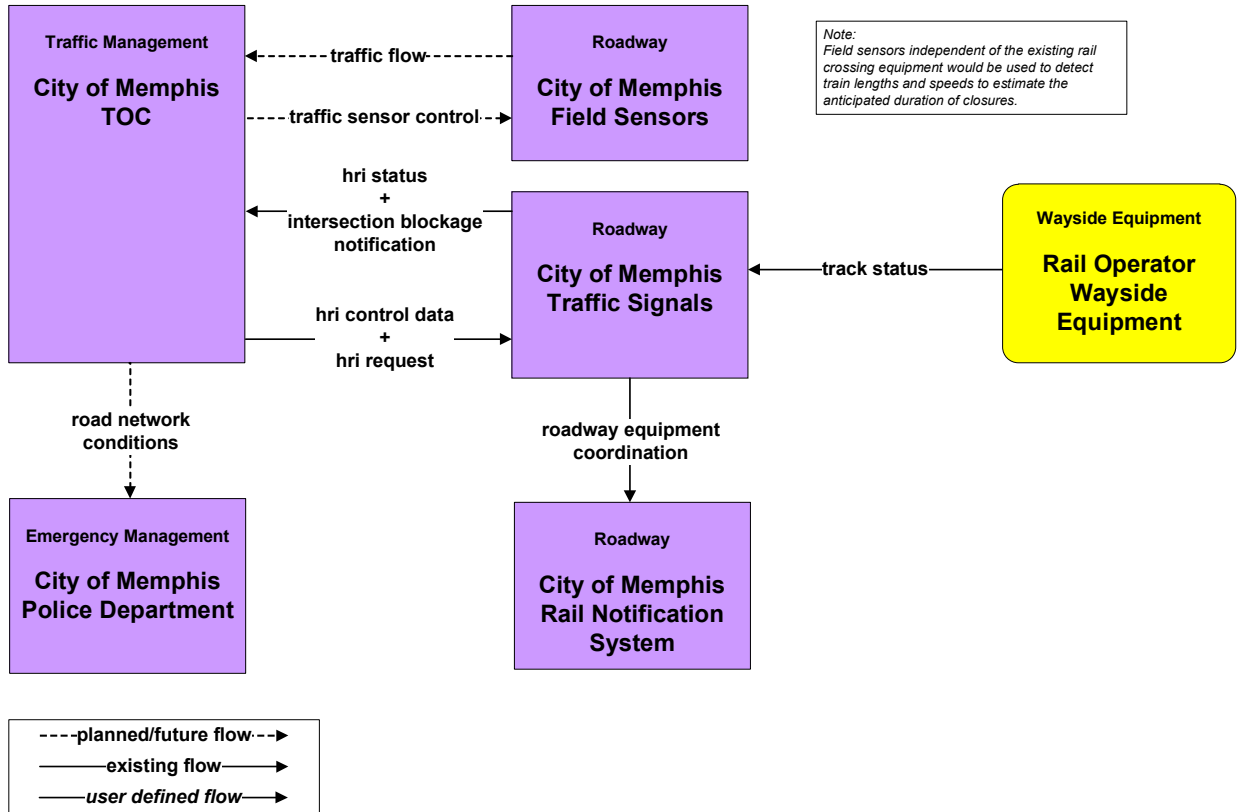 Traffic Management
City of Memphis
TOC
traffic flow
traffic sensor control
Roadway
City of Memphis
Field Sensors
Note:
Field sensors independent of the existing rail
crossing equipment would be used to detect
train lengths and speeds to estimate the
anticipated duration of closures.
hri status
+
intersection blockage
notification
hri control data
+
hri request
Roadway
City of Memphis
Traffic Signals
track status
Wayside Equipment
Rail Operator
Wayside
Equipment
road network
conditions
roadway equipment
coordination
Emergency Management
City of Memphis
Police Department
Roadway
City of Memphis
Rail Notification
System
planned/future flow
existing flow
user defined flow